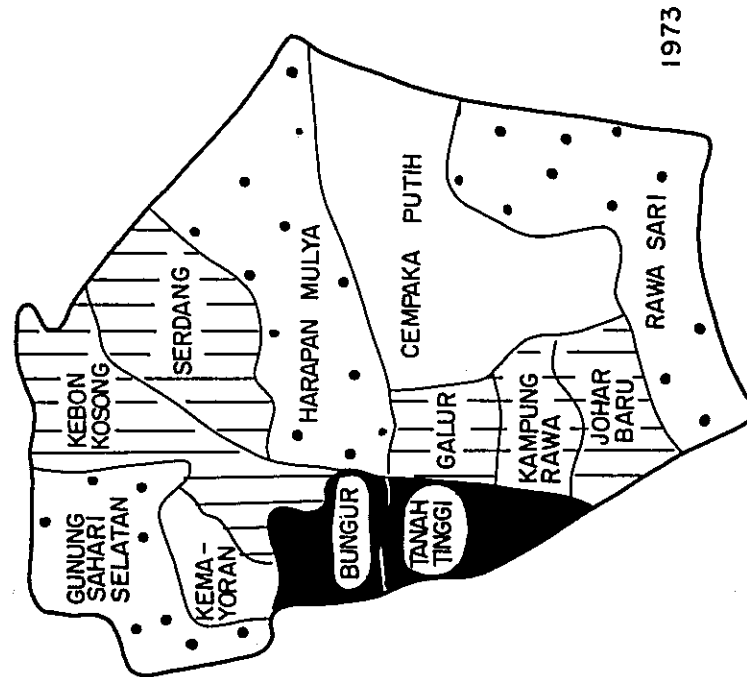 GUNUNG
SAHARI
SELATAN
KEBON
KOSONG
KEMA-
YORAN
SERDANG
HARAPAN MULYA
BUNGUR
TANAH
TINGGI
GALUR
CEMPAKA PUTIH
KAMPUNG
RAWA
JOHAR
BARU
RAWA SARI
1973